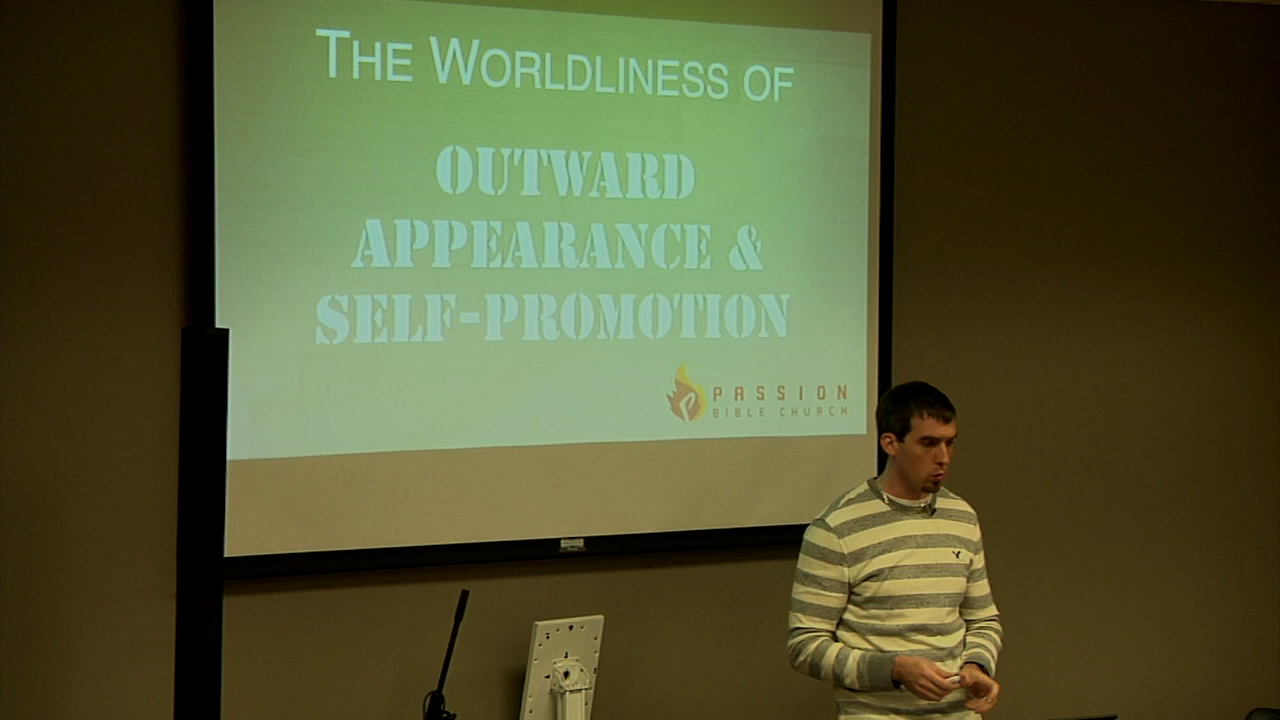 THE WORLDLINESS OF
OUTWARD
APPEARANCE &
SELF-PROMOTION
PASSION
BIBLE CHURCH